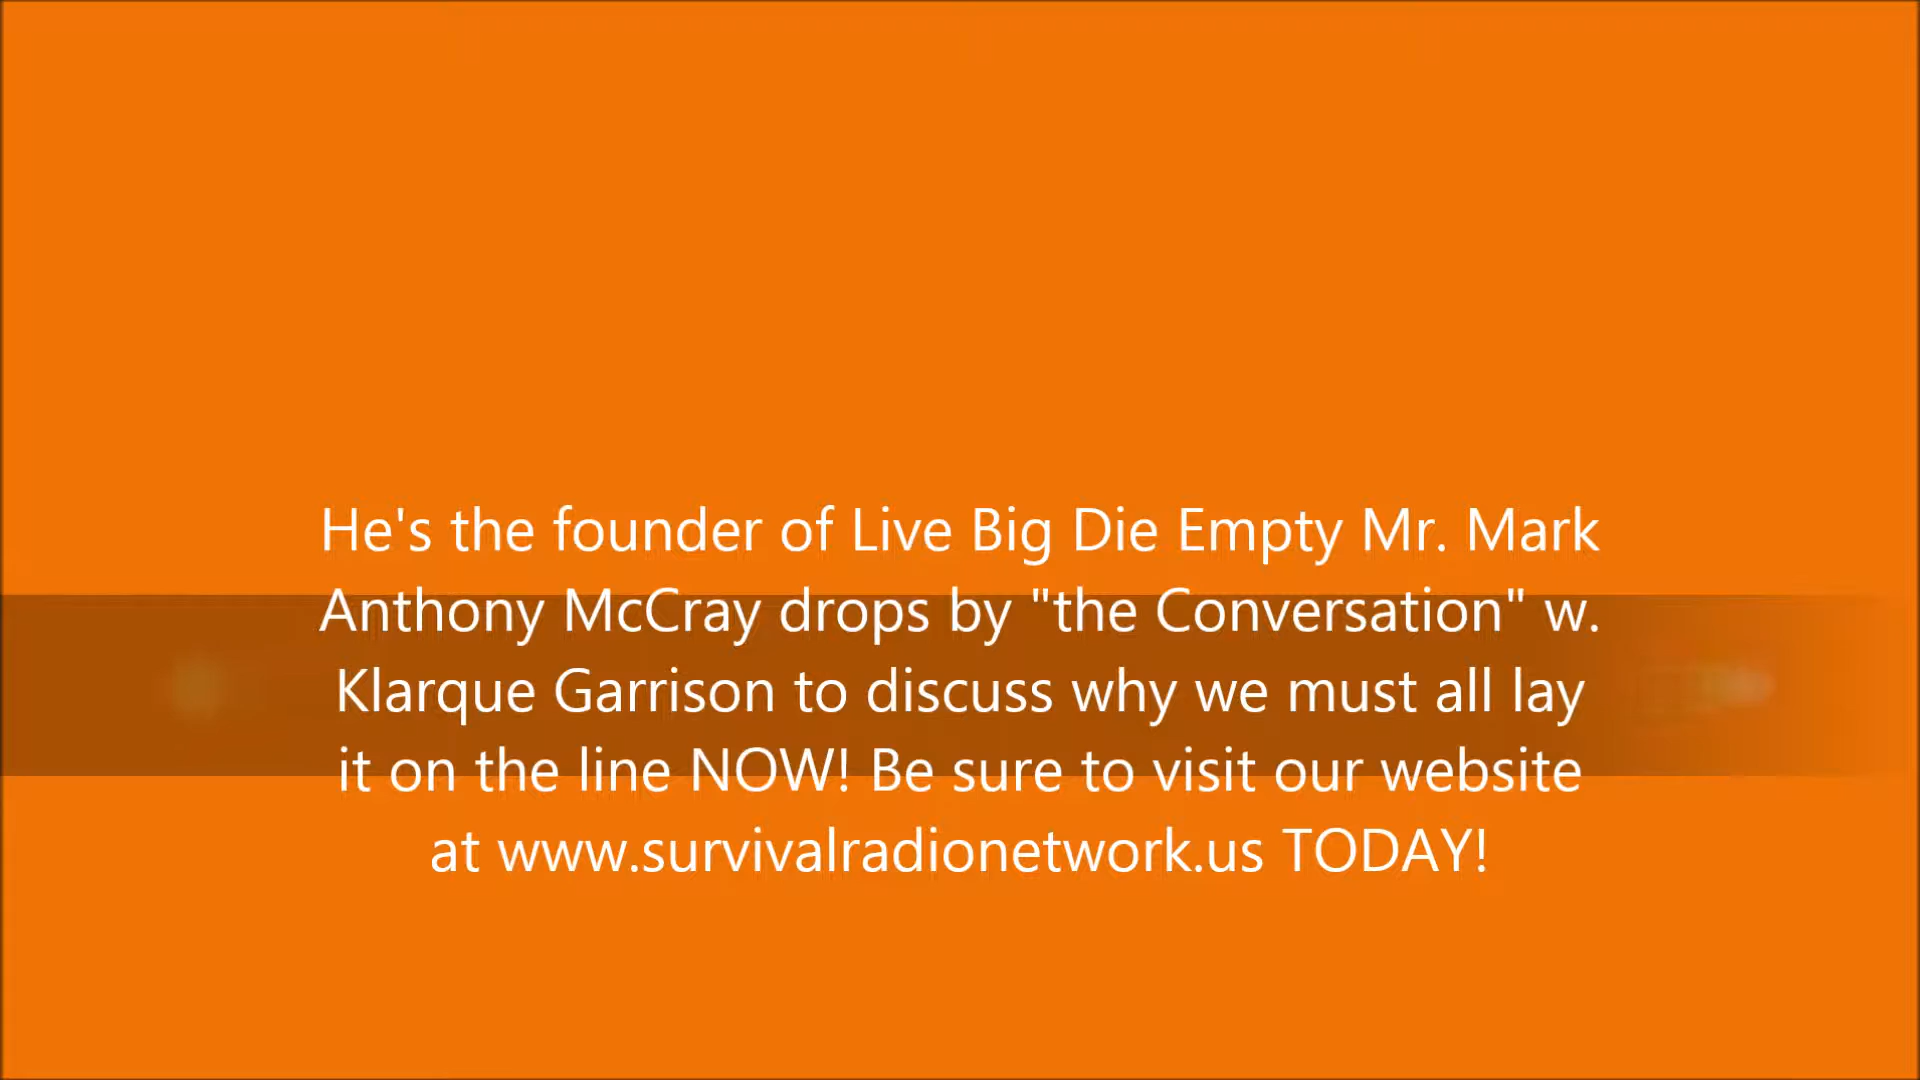 He's the founder of Live Big Die Empty Mr. Mark
Anthony McCray drops by "the Conversation" w.
Klarque Garrison to discuss why we must all lay
it on the line NOW! Be sure to visit our website
at www.survivalradionetwork.us TODAY!